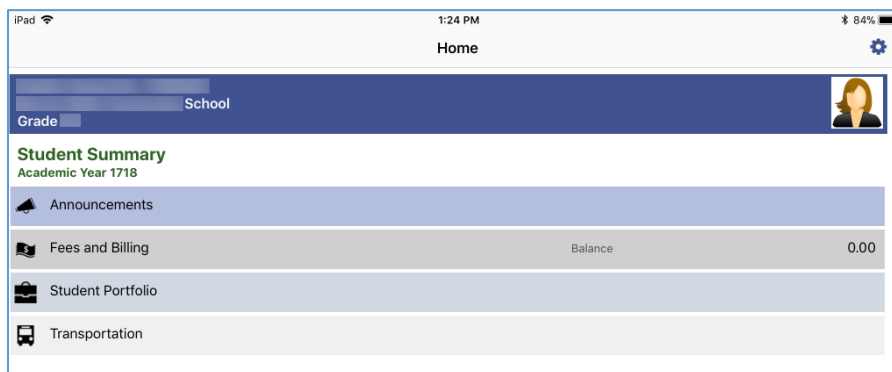 iPad 1:24 PM 84%
Home
School
Grade
Student Summary
Academic Year 1718
Announcements
Fees and Billing Balance 0.00
Student Portfolio
Transportation